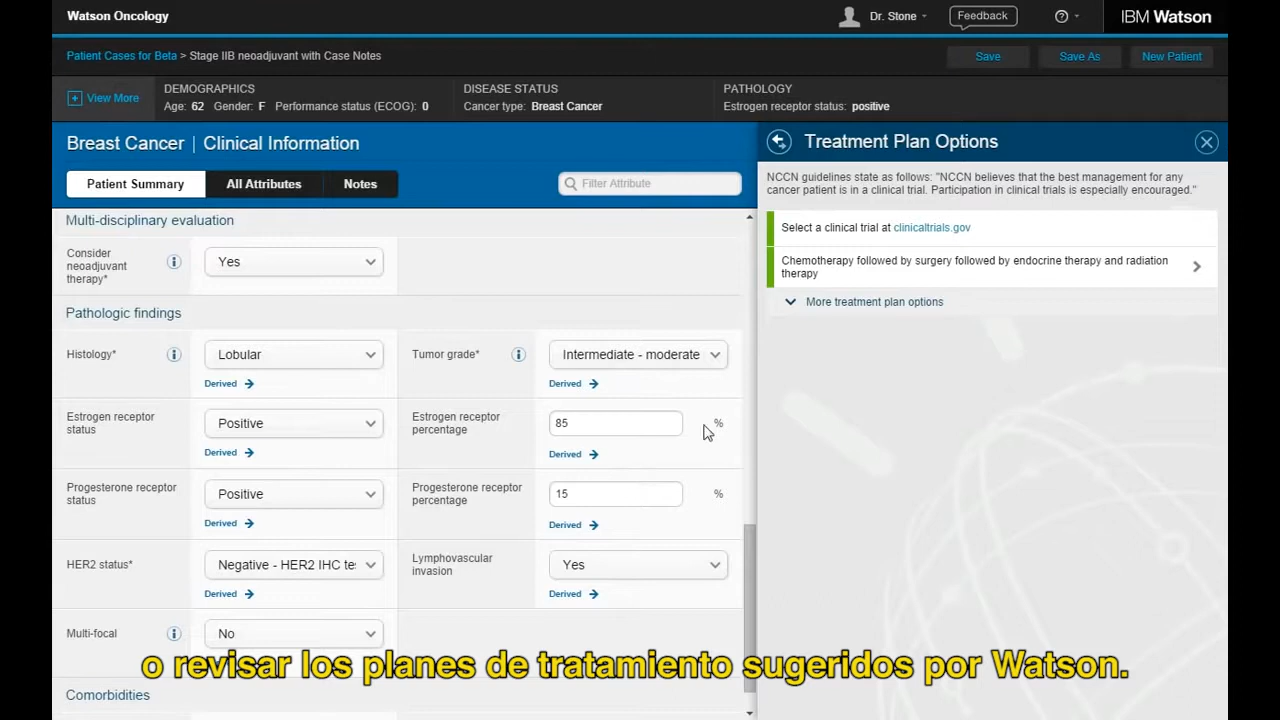 Watson Oncology
Dr. Stone
Feedback
IBM Watson
Patient Cases for Beta > Stage IIB neoadjuvant with Case Notes
Save
Save As
New Patient
View More
DEMOGRAPHICS
Age: 62 Gender: F Performance status (ECOG): 0
DISEASE STATUS
Cancer type: Breast Cancer
PATHOLOGY
Estrogen receptor status: positive
Breast Cancer | Clinical Information
Patient Summary
All Attributes
Notes
Filter Attribute
Multi-disciplinary evaluation
Consider
neoadjuvant
therapy*
Yes
Pathologic findings
Histology*
Lobular
Derived
Tumor grade*
Intermediate - moderate
Derived
Estrogen receptor
status
Positive
Derived
Estrogen receptor
percentage
85
%
Derived
Progesterone receptor
status
Positive
Derived
Progesterone receptor
percentage
15
%
Derived
HER2 status*
Negative - HER2 IHC te
Derived
Lymphovascular
invasion
Yes
Derived
Multi-focal
No
Comorbidities
Treatment Plan Options
NCCN guidelines state as follows: "NCCN believes that the best management for any
cancer patient is in a clinical trial. Participation in clinical trials is especially encouraged."
Select a clinical trial at clinicaltrials.gov
Chemotherapy followed by surgery followed by endocrine therapy and radiation
therapy
More treatment plan options
o revisar los planes de tratamiento sugeridos por Watson.